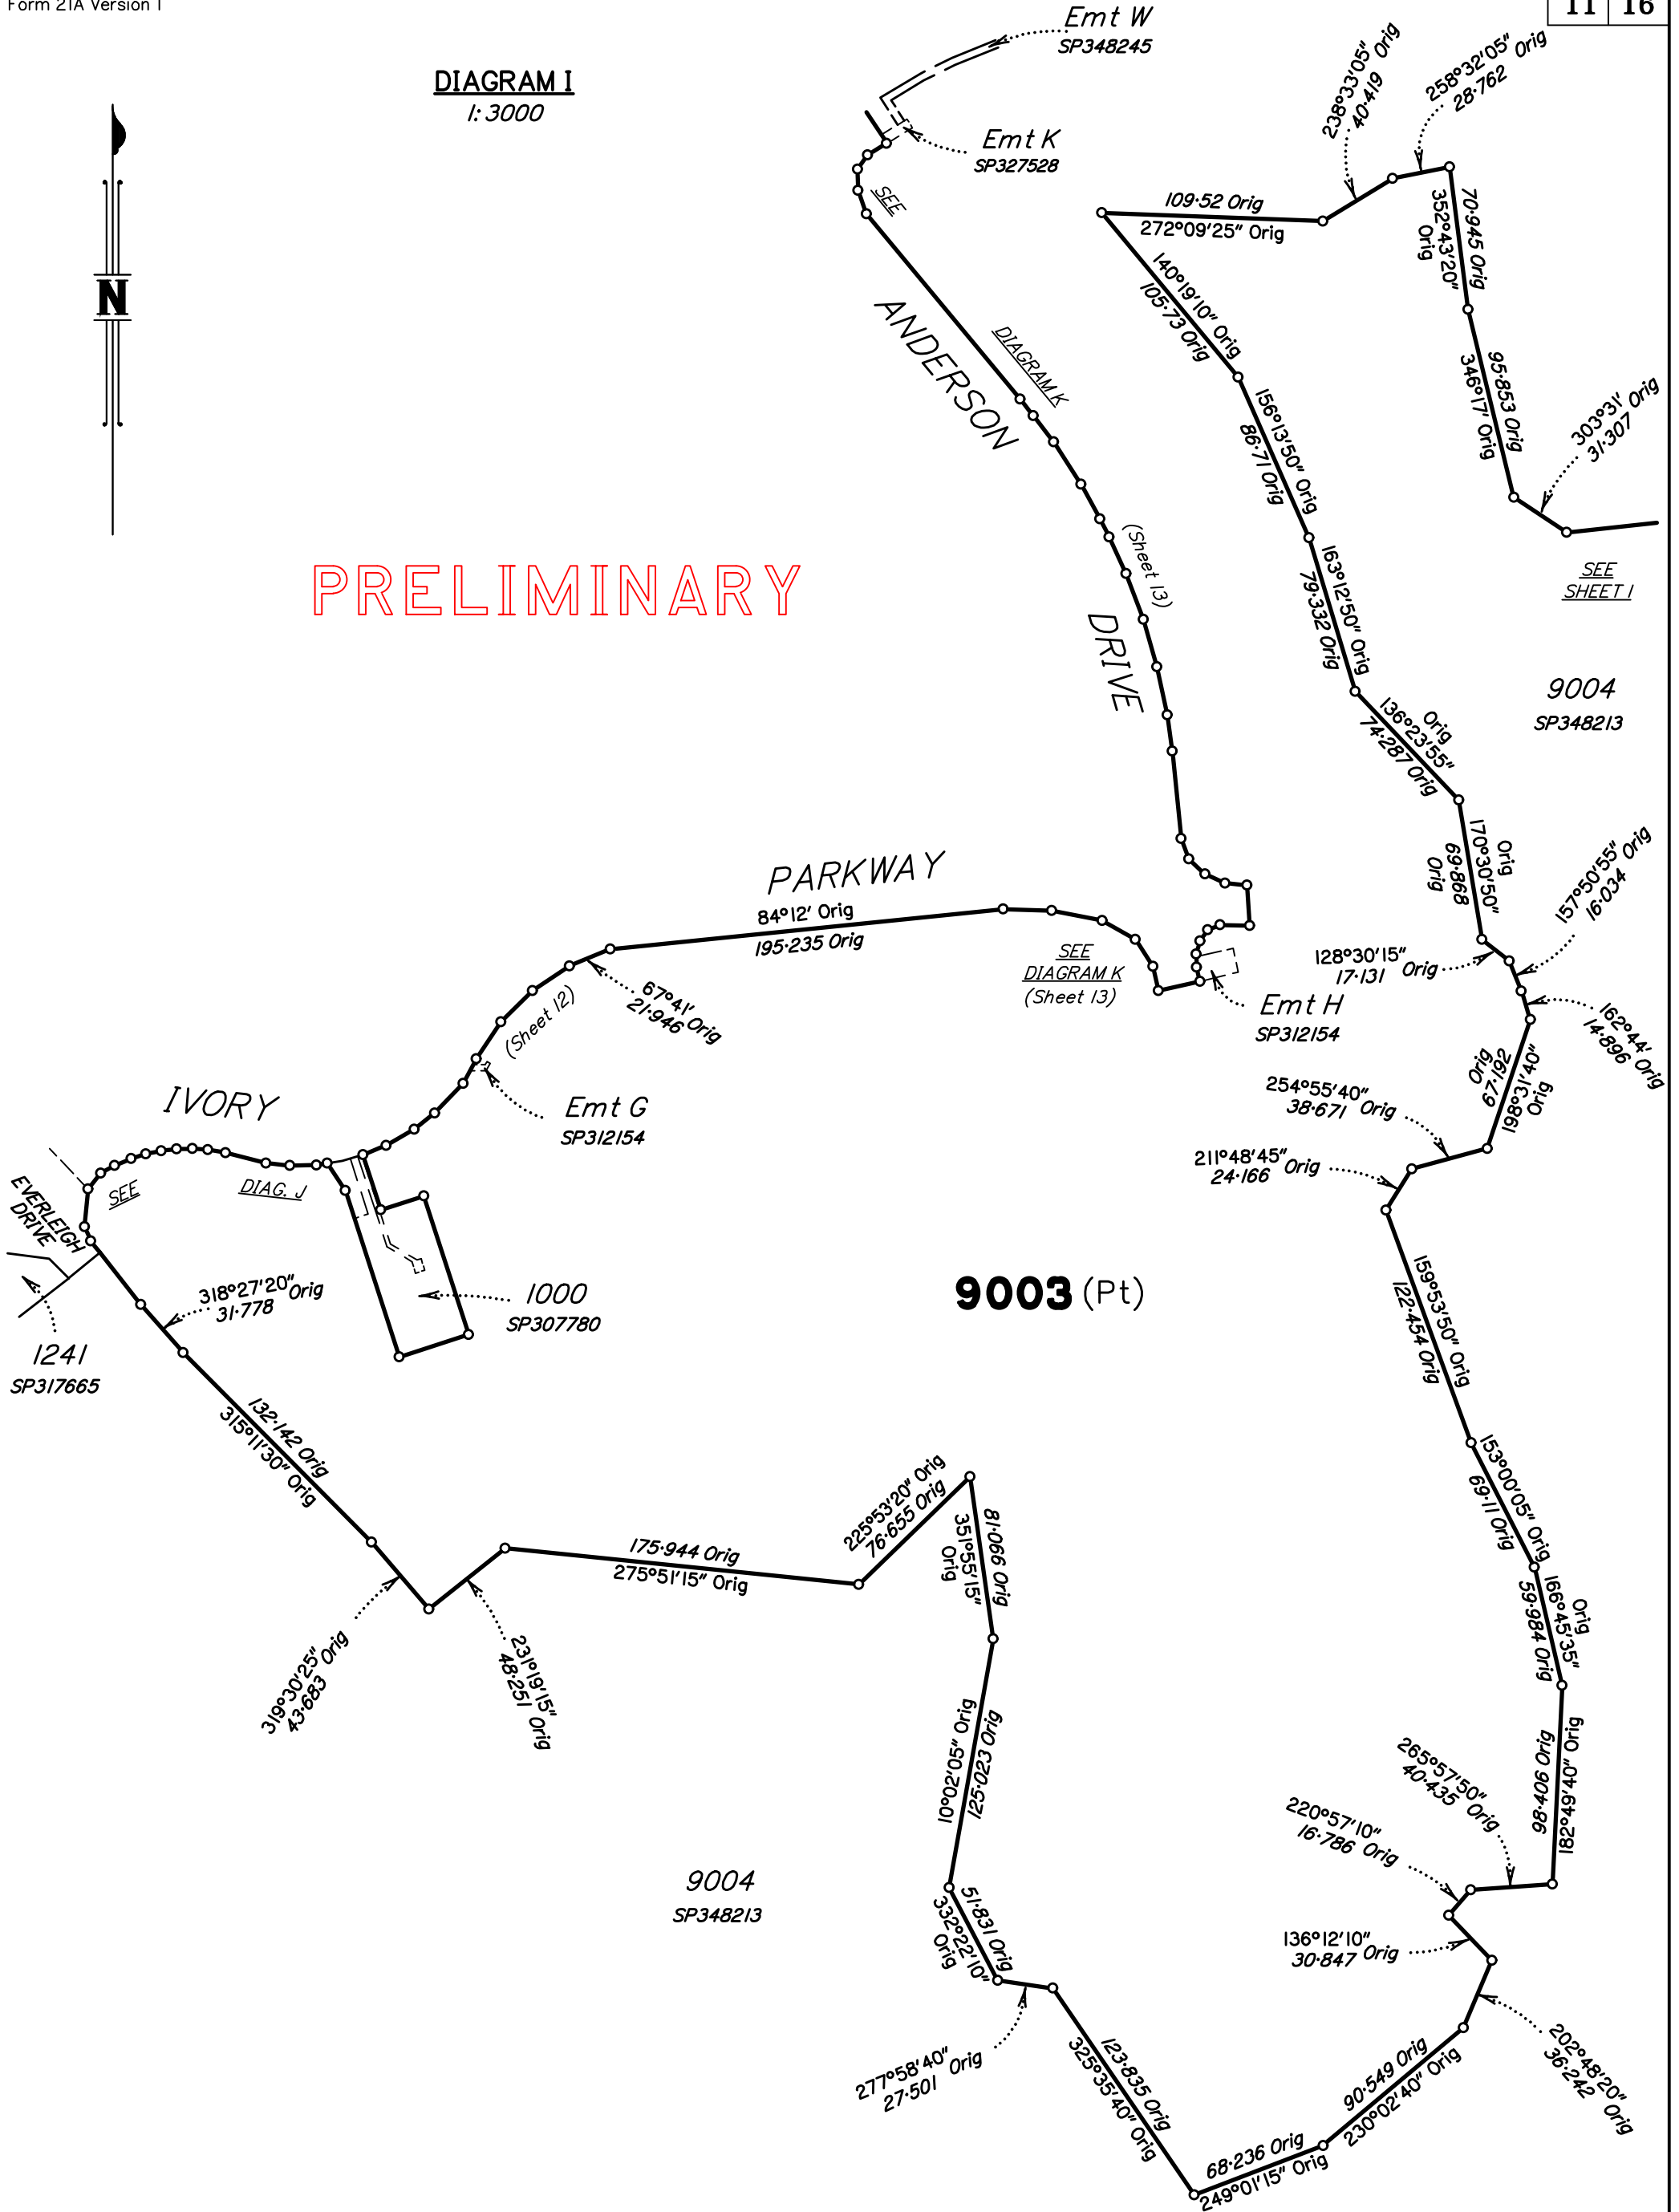 Form 21A Version 1
11 16
DIAGRAM I
1:3000
N
PRELIMINARY
Emt W
SP348245
Emt K
SP327528
SEE
DIAGRAM K
(Sheet 13)
ANDERSON
DRIVE
238°33'05"
40·419 Orig
258°32'05"
28·762 Orig
109·52 Orig
272°09'25" Orig
70·945 Orig
352°43'20"
Orig
140°19'10" Orig
105·73 Orig
95·853 Orig
346°17' Orig
303°31'
31·307 Orig
156°13'50" Orig
86·71 Orig
SEE
SHEET 1
163°12'50" Orig
79·332 Orig
9004
SP348213
Orig
136°23'55"
74·287 Orig
Orig
170°30'50"
69·868
Orig
157°50'55"
16·034 Orig
128°30'15"
17·131 Orig
162°44'
14·896 Orig
Orig
67·192
198°31'40"
Orig
254°55'40"
38·671 Orig
211°48'45"
24·166 Orig
PARKWAY
84°12' Orig
195·235 Orig
SEE
DIAGRAM K
(Sheet 13)
Emt H
SP312154
67°41'
21·946 Orig
(Sheet 12)
IVORY
Emt G
SP312154
SEE
DIAG. J
EVERLEIGH
DRIVE
1241
SP317665
318°27'20"
31·778 Orig
1000
SP307780
9003 (Pt)
159°53'50" Orig
122·454 Orig
132·142 Orig
315°11'30" Orig
153°00'05" Orig
69·11 Orig
225°53'20" Orig
76·655 Orig
81·066 Orig
351°55'15"
Orig
175·944 Orig
275°51'15" Orig
Orig
166°45'35"
59·984 Orig
319°30'25"
43·683 Orig
231°19'15"
48·251 Orig
10°02'05" Orig
125·023 Orig
98·406 Orig
182°49'40" Orig
265°57'50"
40·435 Orig
220°57'10"
16·786 Orig
9004
SP348213
51·831 Orig
332°22'10"
Orig
136°12'10"
30·847 Orig
277°58'40"
27·501 Orig
123·835 Orig
325°35'40" Orig
202°48'20"
36·242 Orig
90·549 Orig
230°02'40" Orig
68·236 Orig
249°01'15" Orig